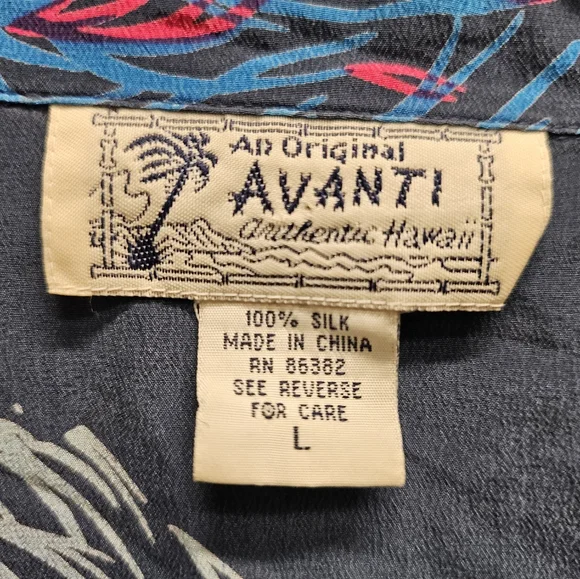 An Original
AVANTI
authentic Hawaii
100% SILK
MADE IN CHINA
RN 86382
SEE REVERSE
FOR CARE
L